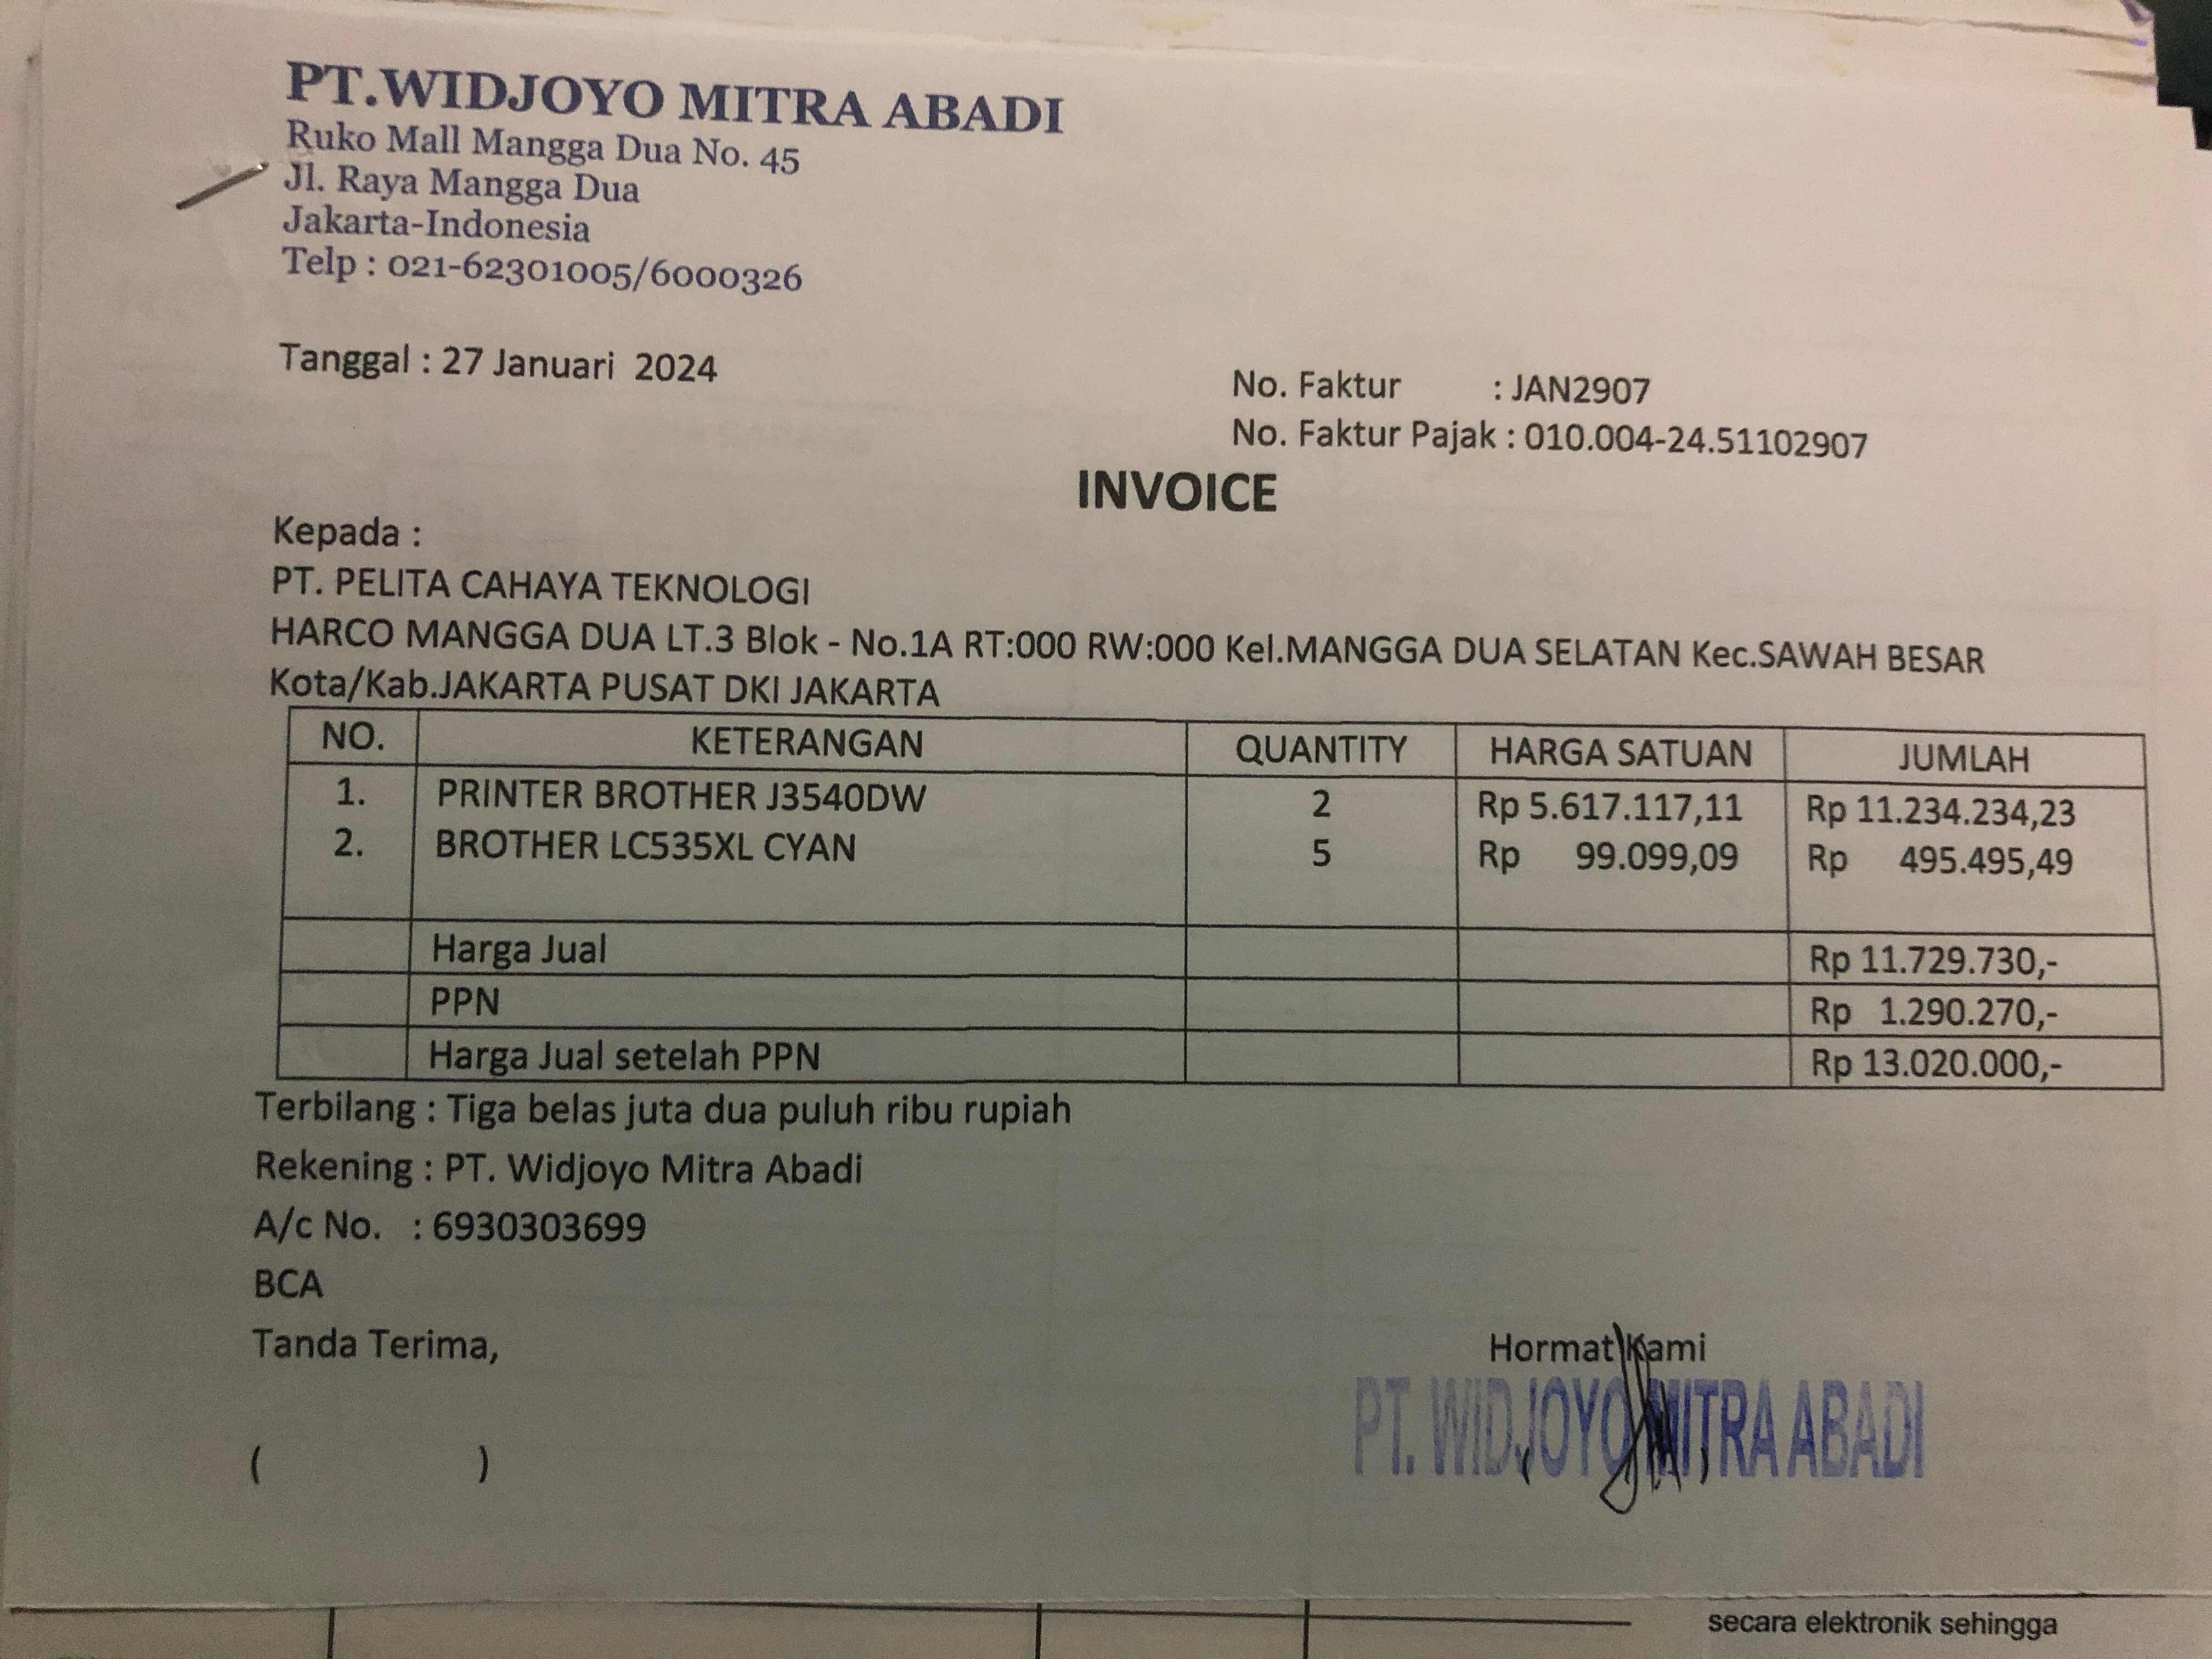 PT.WIDJOYO MITRA ABADI
Ruko Mall Mangga Dua No. 45
Jl. Raya Mangga Dua
Jakarta-Indonesia
Telp : 021-62301005/6000326
Tanggal : 27 Januari 2024
No. Faktur : JAN2907
No. Faktur Pajak : 010.004-24.51102907
INVOICE
Kepada :
PT. PELITA CAHAYA TEKNOLOGI
HARCO MANGGA DUA LT.3 Blok - No.1A RT:000 RW:000 Kel.MANGGA DUA SELATAN Kec.SAWAH BESAR
Kota/Kab.JAKARTA PUSAT DKI JAKARTA
NO. KETERANGAN QUANTITY HARGA SATUAN JUMLAH
1. PRINTER BROTHER J3540DW 2 Rp 5.617.117,11 Rp 11.234.234,23
2. BROTHER LC535XL CYAN 5 Rp 99.099,09 Rp 495.495,49
Harga Jual Rp 11.729.730,-
PPN Rp 1.290.270,-
Harga Jual setelah PPN Rp 13.020.000,-
Terbilang : Tiga belas juta dua puluh ribu rupiah
Rekening : PT. Widjoyo Mitra Abadi
A/c No. : 6930303699
BCA
Tanda Terima, Hormat Kami
PT. WIDJOYO MITRA ABADI
( ) ( )
secara elektronik sehingga